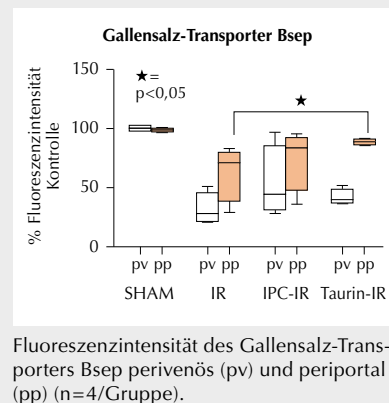 Gallensalz-Transporter Bsep
% Fluoreszenzintensität
Kontrolle
150
100
50
0
★=
p<0,05
★
pv pp pv pp pv pp pv pp
SHAM IR IPC-IR Taurin-IR
Fluoreszenzintensität des Gallensalz-Trans-
porters Bsep perivenös (pv) und periportal
(pp) (n=4/Gruppe).